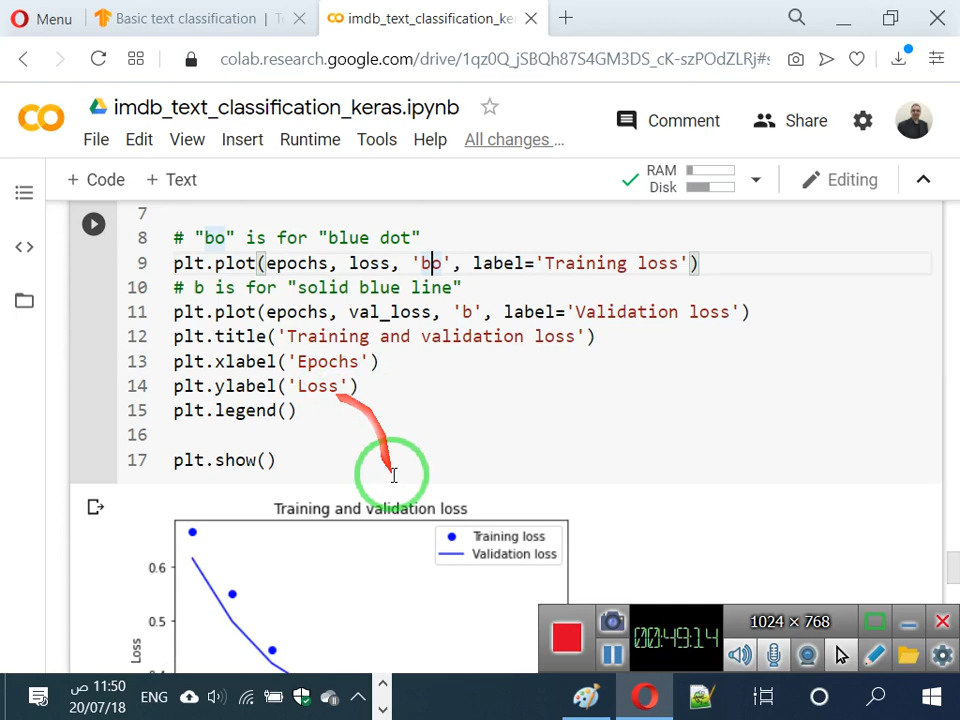 Menu
Basic text classification | T
imdb_text_classification_ke
colab.research.google.com/drive/1qz0Q_jSBQh87S4GM3DS_cK-szPOdZLRj#s
imdb_text_classification_keras.ipynb
Comment
Share
File Edit View Insert Runtime Tools Help All changes …
+ Code + Text
RAM
Disk
Editing
7
8 # "bo" is for "blue dot"
9 plt.plot(epochs, loss, 'bo', label='Training loss')
10 # b is for "solid blue line"
11 plt.plot(epochs, val_loss, 'b', label='Validation loss')
12 plt.title('Training and validation loss')
13 plt.xlabel('Epochs')
14 plt.ylabel('Loss')
15 plt.legend()
16
17 plt.show()
Training and validation loss
Training loss
Validation loss
0.6
0.5
Loss
00:49:14
1024 × 768
11:50 ص
20/07/18
ENG